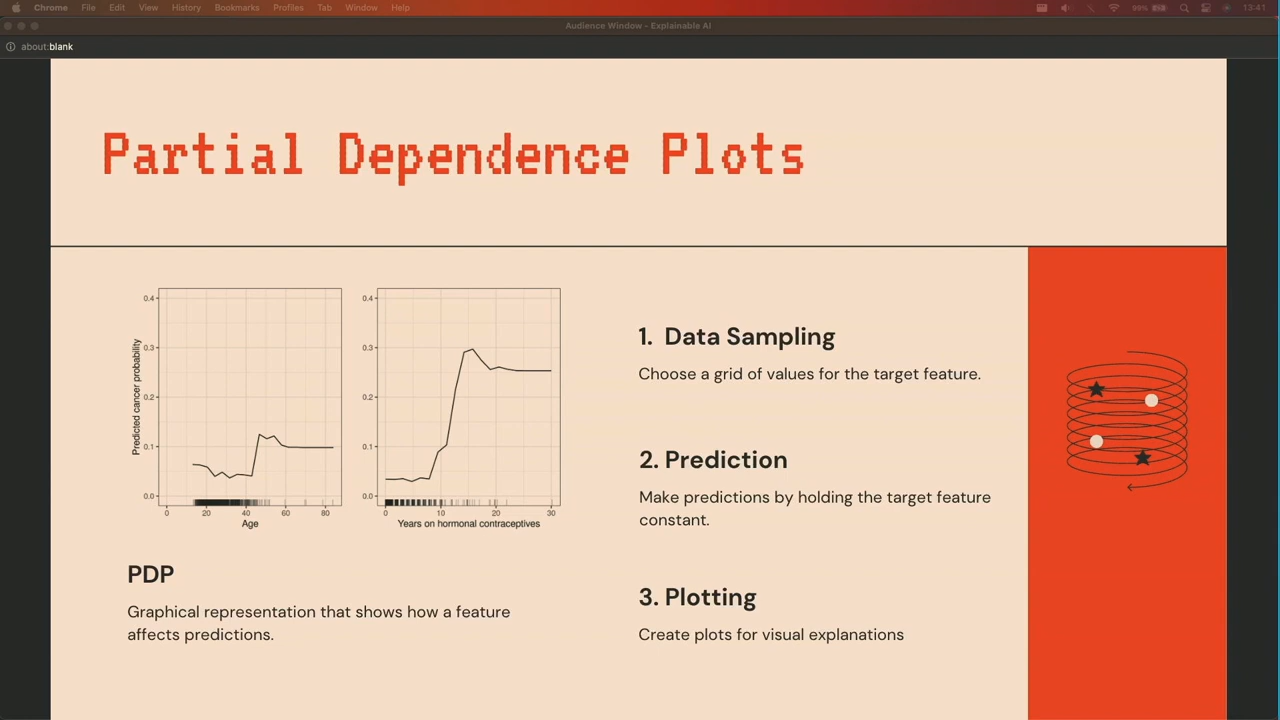 Chrome File Edit View History Bookmarks Profiles Tab Window Help 99% 13:41
Audience Window - Explainable AI
about:blank
Partial Dependence Plots
0.4
0.3
0.2
0.1
0.0
Predicted cancer probability
0 20 40 60 80
Age
0.4
0.3
0.2
0.1
0.0
0 10 20 30
Years on hormonal contraceptives
PDP
Graphical representation that shows how a feature
affects predictions.
1. Data Sampling
Choose a grid of values for the target feature.
2. Prediction
Make predictions by holding the target feature
constant.
3. Plotting
Create plots for visual explanations